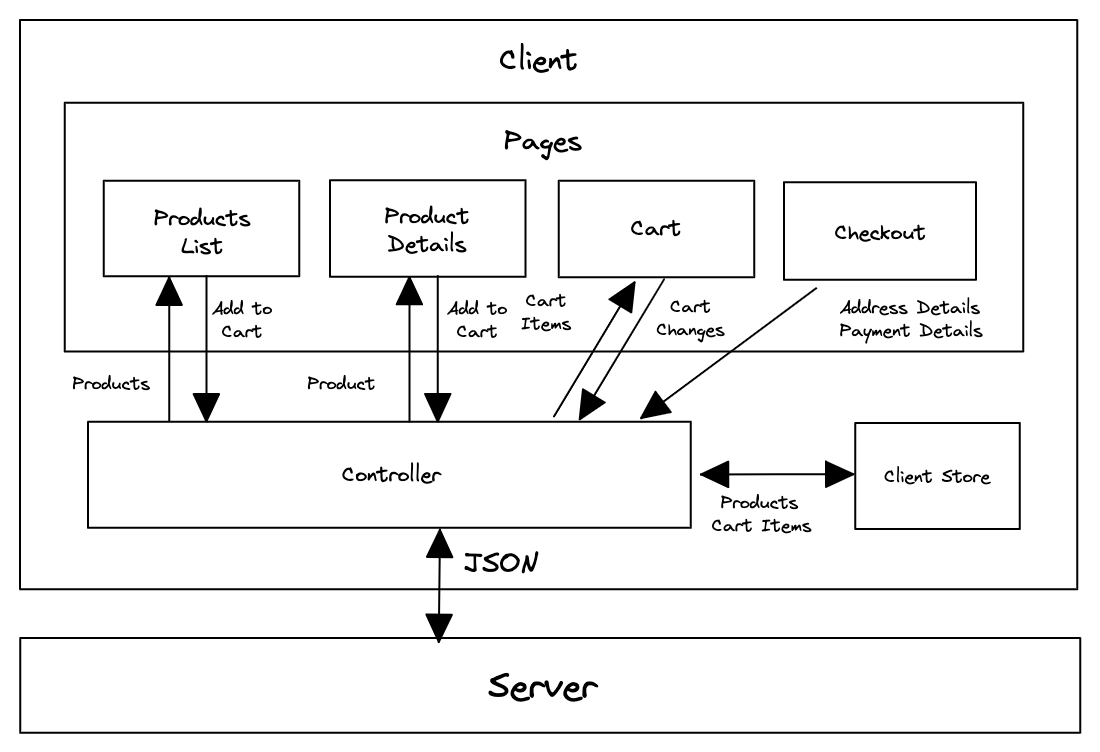 Client
Pages
Products
List
Product
Details
Cart
Checkout
Add to
Cart
Add to
Cart
Cart
Items
Cart
Changes
Address Details
Payment Details
Products
Product
Controller
Client Store
Products
Cart Items
JSON
Server